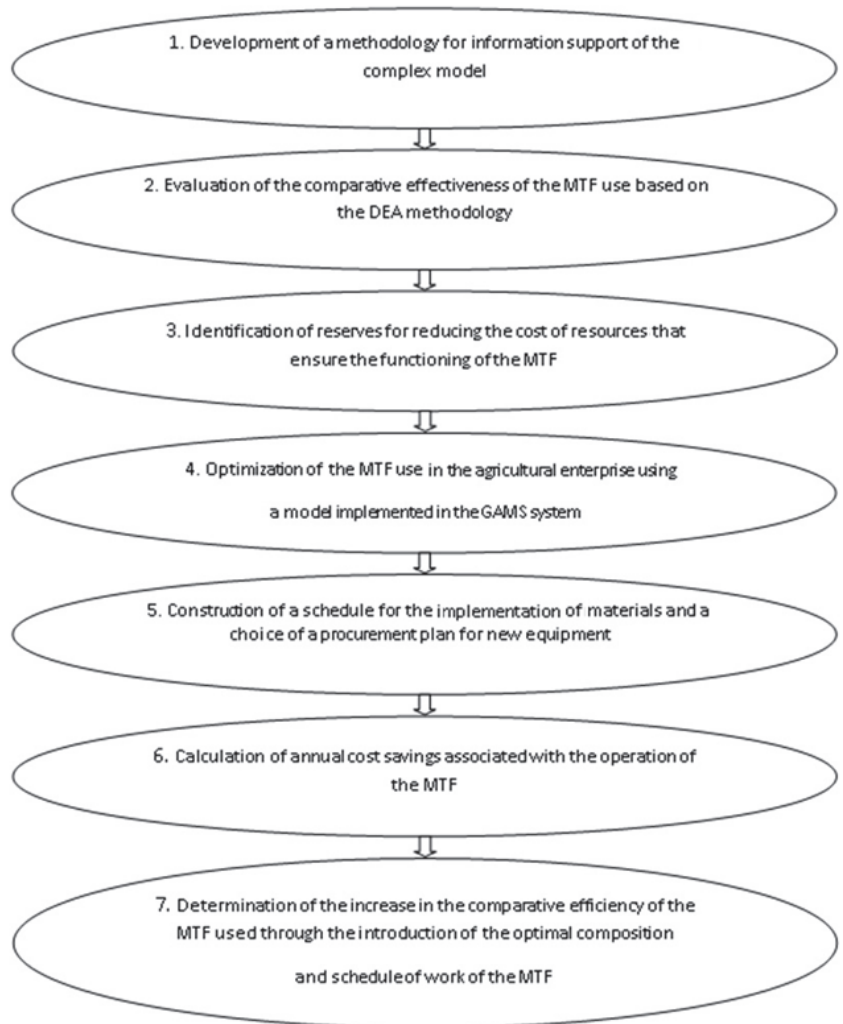 1. Development of a methodology for information support of the
complex model
2. Evaluation of the comparative effectiveness of the MTF use based on
the DEA methodology
3. Identification of reserves for reducing the cost of resources that
ensure the functioning of the MTF
4. Optimization of the MTF use in the agricultural enterprise using
a model implemented in the GAMS system
5. Construction of a schedule for the implementation of materials and a
choice of a procurement plan for new equipment
6. Calculation of annual cost savings associated with the operation of
the MTF
7. Determination of the increase in the comparative efficiency of the
MTF used through the introduction of the optimal composition
and schedule of work of the MTF